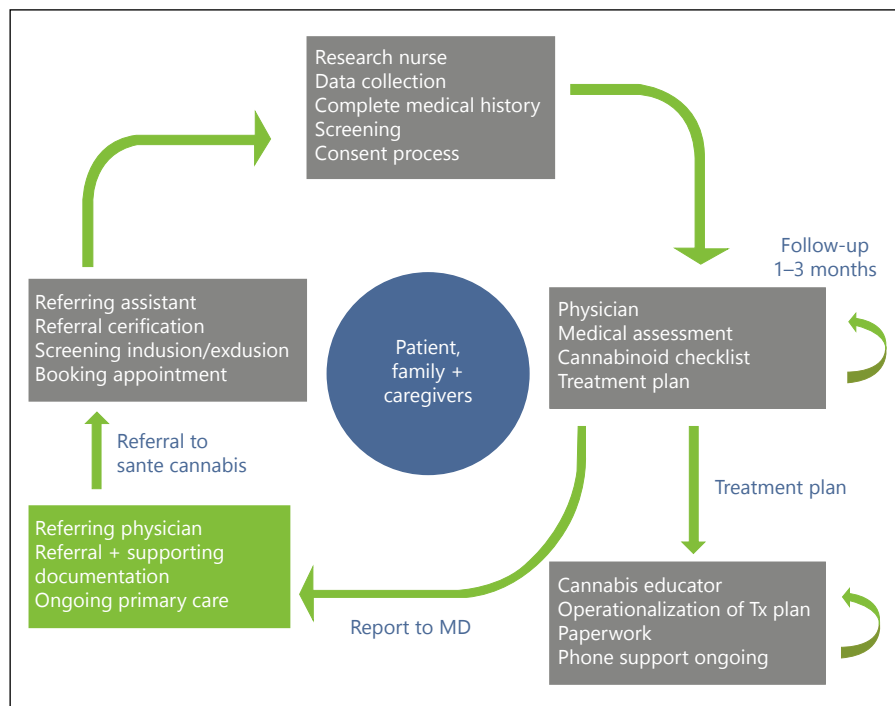 Research nurse
Data collection
Complete medical history
Screening
Consent process
Follow-up
1–3 months
Referring assistant
Referral cerification
Screening indusion/exdusion
Booking appointment
Patient,
family +
caregivers
Physician
Medical assessment
Cannabinoid checklist
Treatment plan
Referral to
sante cannabis
Treatment plan
Referring physician
Referral + supporting
documentation
Ongoing primary care
Report to MD
Cannabis educator
Operationalization of Tx plan
Paperwork
Phone support ongoing